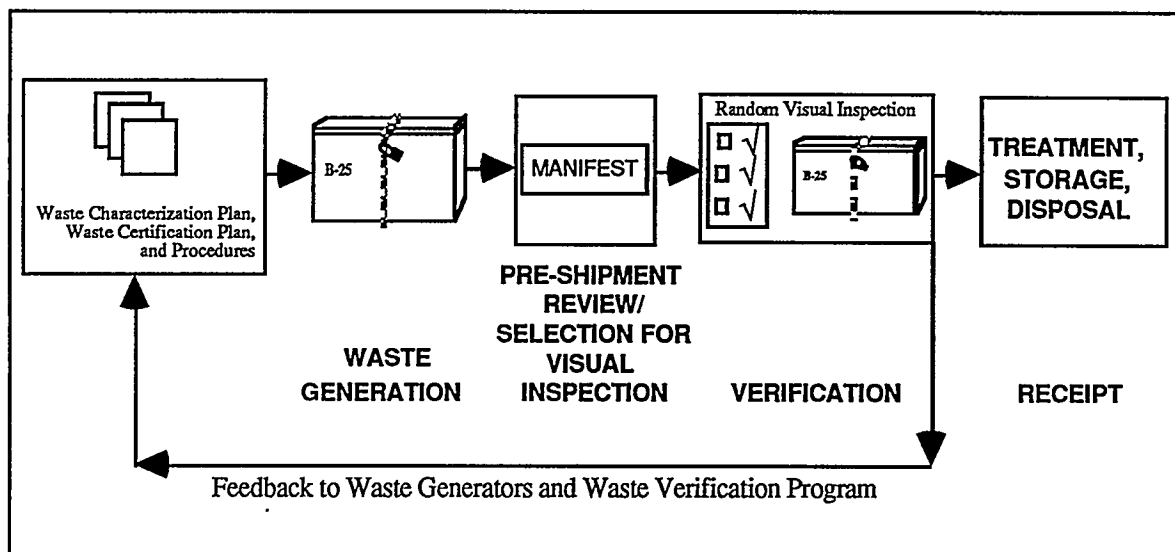 Waste Characterization Plan,
Waste Certification Plan,
and Procedures
B-25
WASTE
GENERATION
MANIFEST
PRE-SHIPMENT
REVIEW/
SELECTION FOR
VISUAL
INSPECTION
Random Visual Inspection
B-25
VERIFICATION
TREATMENT,
STORAGE,
DISPOSAL
RECEIPT
Feedback to Waste Generators and Waste Verification Program